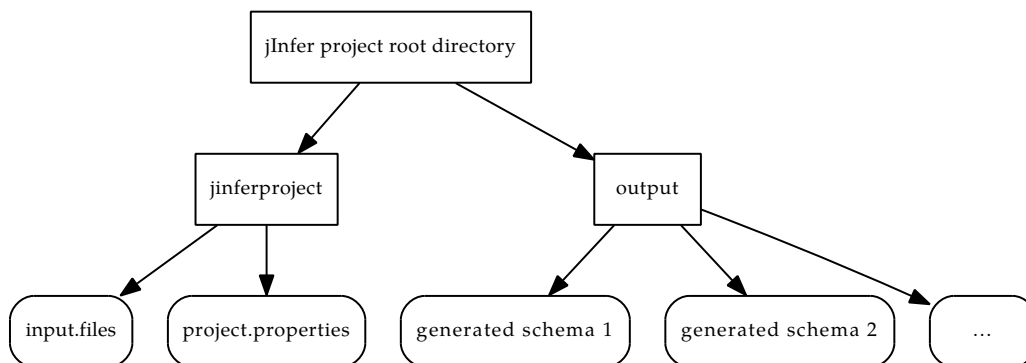 jInfer project root directory
jinferproject
output
input.files
project.properties
generated schema 1
generated schema 2
...